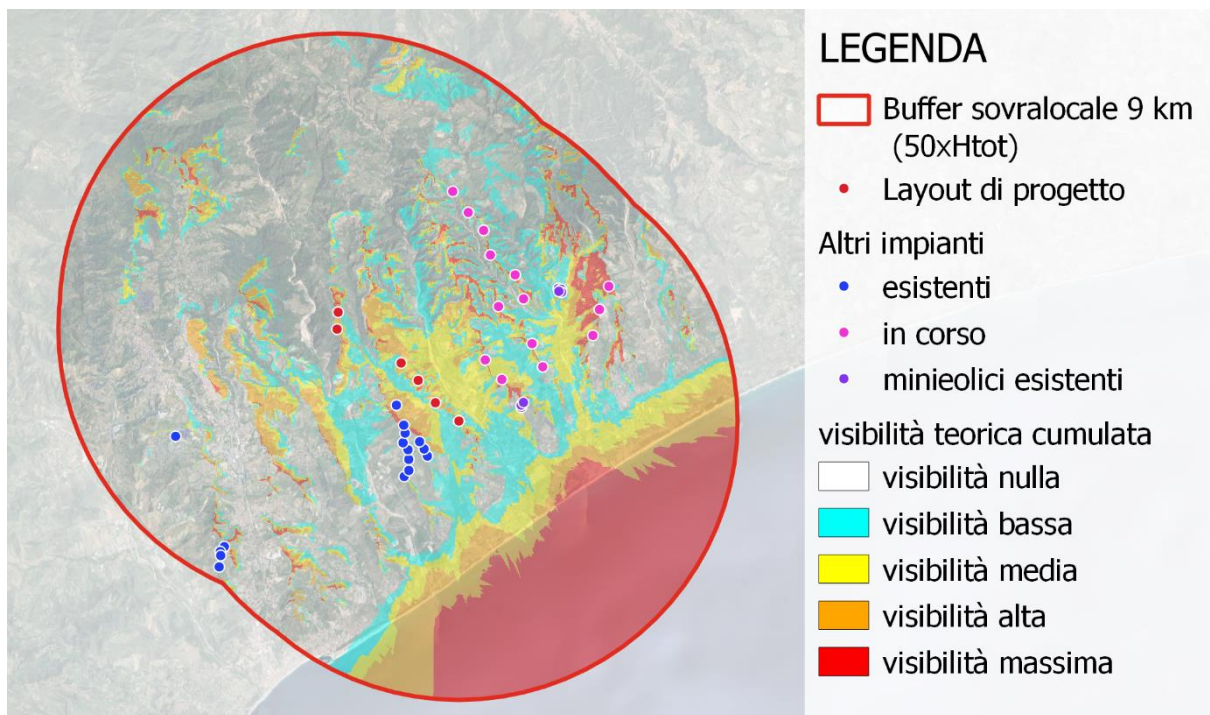 LEGENDA
Buffer sovralocale 9 km
(50xHtot)
Layout di progetto
Altri impianti
esistenti
in corso
minieolici esistenti
visibilità teorica cumulata
visibilità nulla
visibilità bassa
visibilità media
visibilità alta
visibilità massima